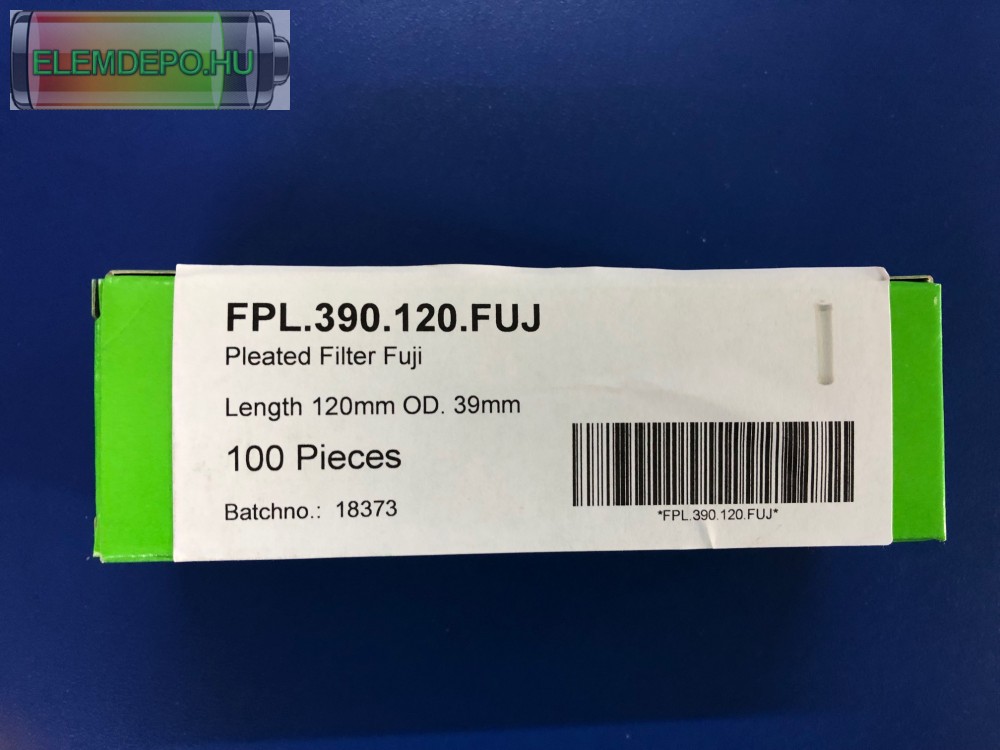 ELEMDEPO.HU
FPL.390.120.FUJ
Pleated Filter Fuji
Length 120mm OD. 39mm
100 Pieces
Batchno.: 18373
*FPL.390.120.FUJ*